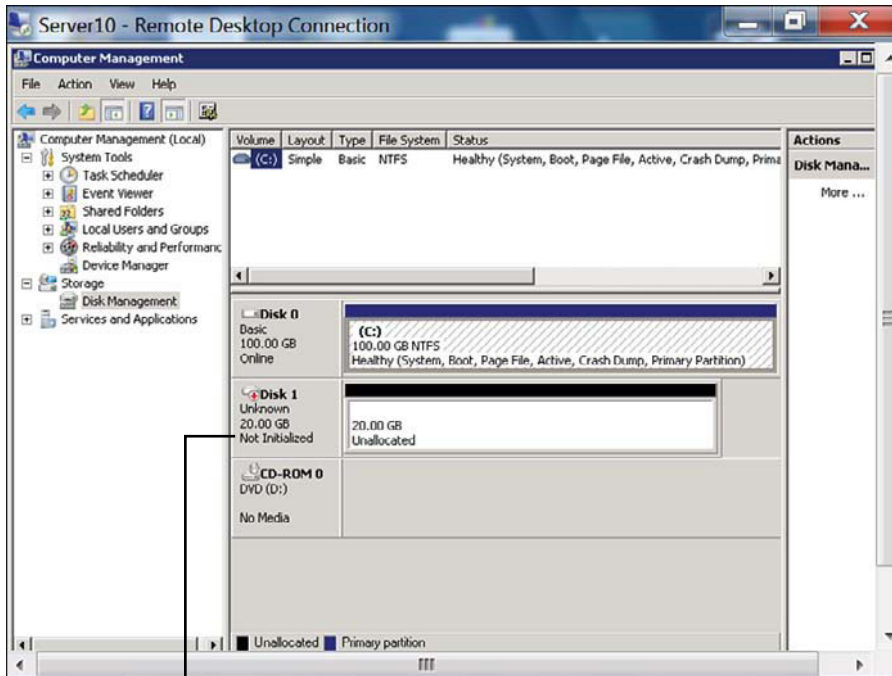 Server10 - Remote Desktop Connection
Computer Management
File Action View Help
Computer Management (Local)
System Tools
Task Scheduler
Event Viewer
Shared Folders
Local Users and Groups
Reliability and Performanc
Device Manager
Storage
Disk Management
Services and Applications
Volume Layout Type File System Status
(C:) Simple Basic NTFS Healthy (System, Boot, Page File, Active, Crash Dump, Prima
Disk 0
Basic
100.00 GB
Online
(C:)
100.00 GB NTFS
Healthy (System, Boot, Page File, Active, Crash Dump, Primary Partition)
Disk 1
Unknown
20.00 GB
Not Initialized
20.00 GB
Unallocated
CD-ROM 0
DVD (D:)
No Media
Unallocated Primary partition
Actions
Disk Mana...
More ...